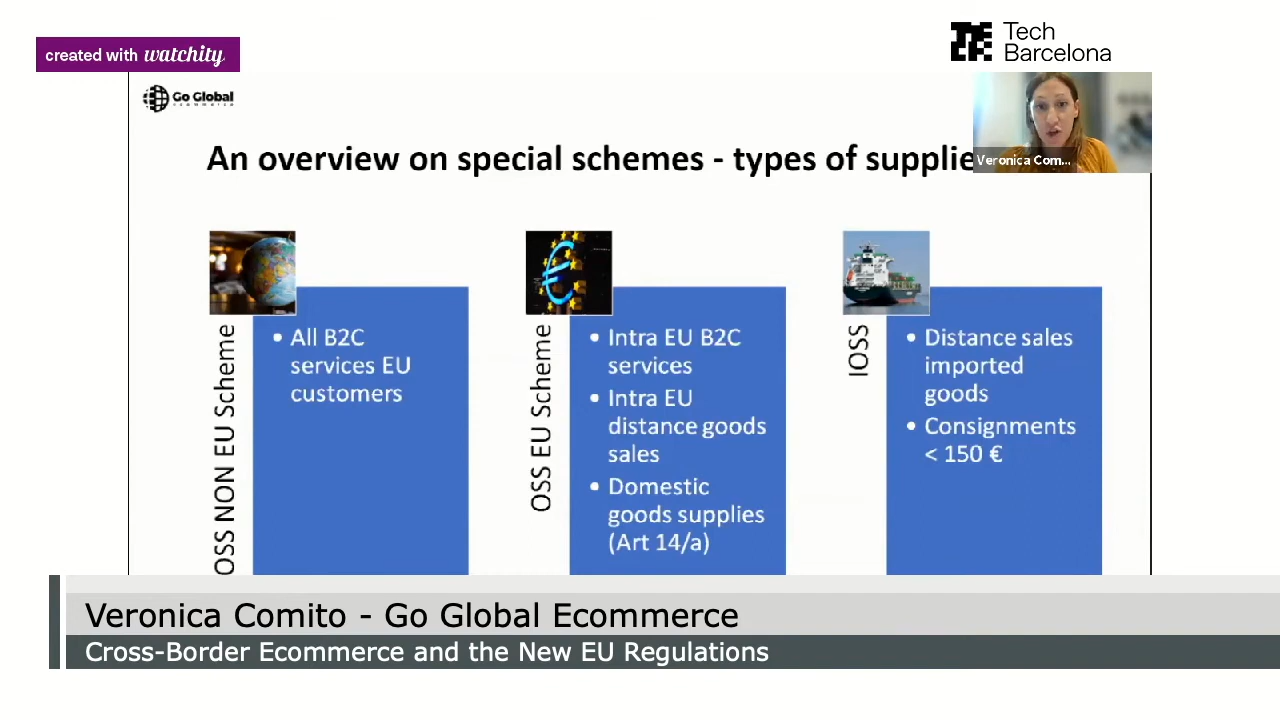 created with watchity
Tech
Barcelona
Go Global
ecommerce
An overview on special schemes - types of supplie
Veronica Com...
OSS NON EU Scheme
• All B2C
services EU
customers
OSS EU Scheme
• Intra EU B2C
services
• Intra EU
distance goods
sales
• Domestic
goods supplies
(Art 14/a)
IOSS
• Distance sales
imported
goods
• Consignments
< 150 €
Veronica Comito - Go Global Ecommerce
Cross-Border Ecommerce and the New EU Regulations